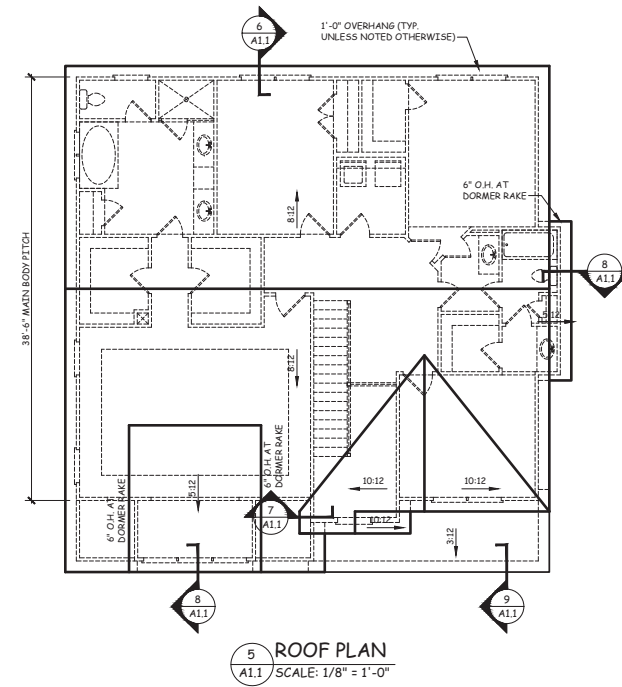 6
A1.1
1'-0" OVERHANG (TYP.
UNLESS NOTED OTHERWISE)
6" O.H. AT
DORMER RAKE
38'-6" MAIN BODY PITCH
8:12
8
A1.1
5:12
8:12
6" O.H. AT
DORMER RAKE
10:12
10:12
5:12
6" O.H. AT
DORMER RAKE
7
A1.1
10:12
3:12
8
A1.1
9
A1.1
5
A1.1
ROOF PLAN
SCALE: 1/8" = 1'-0"